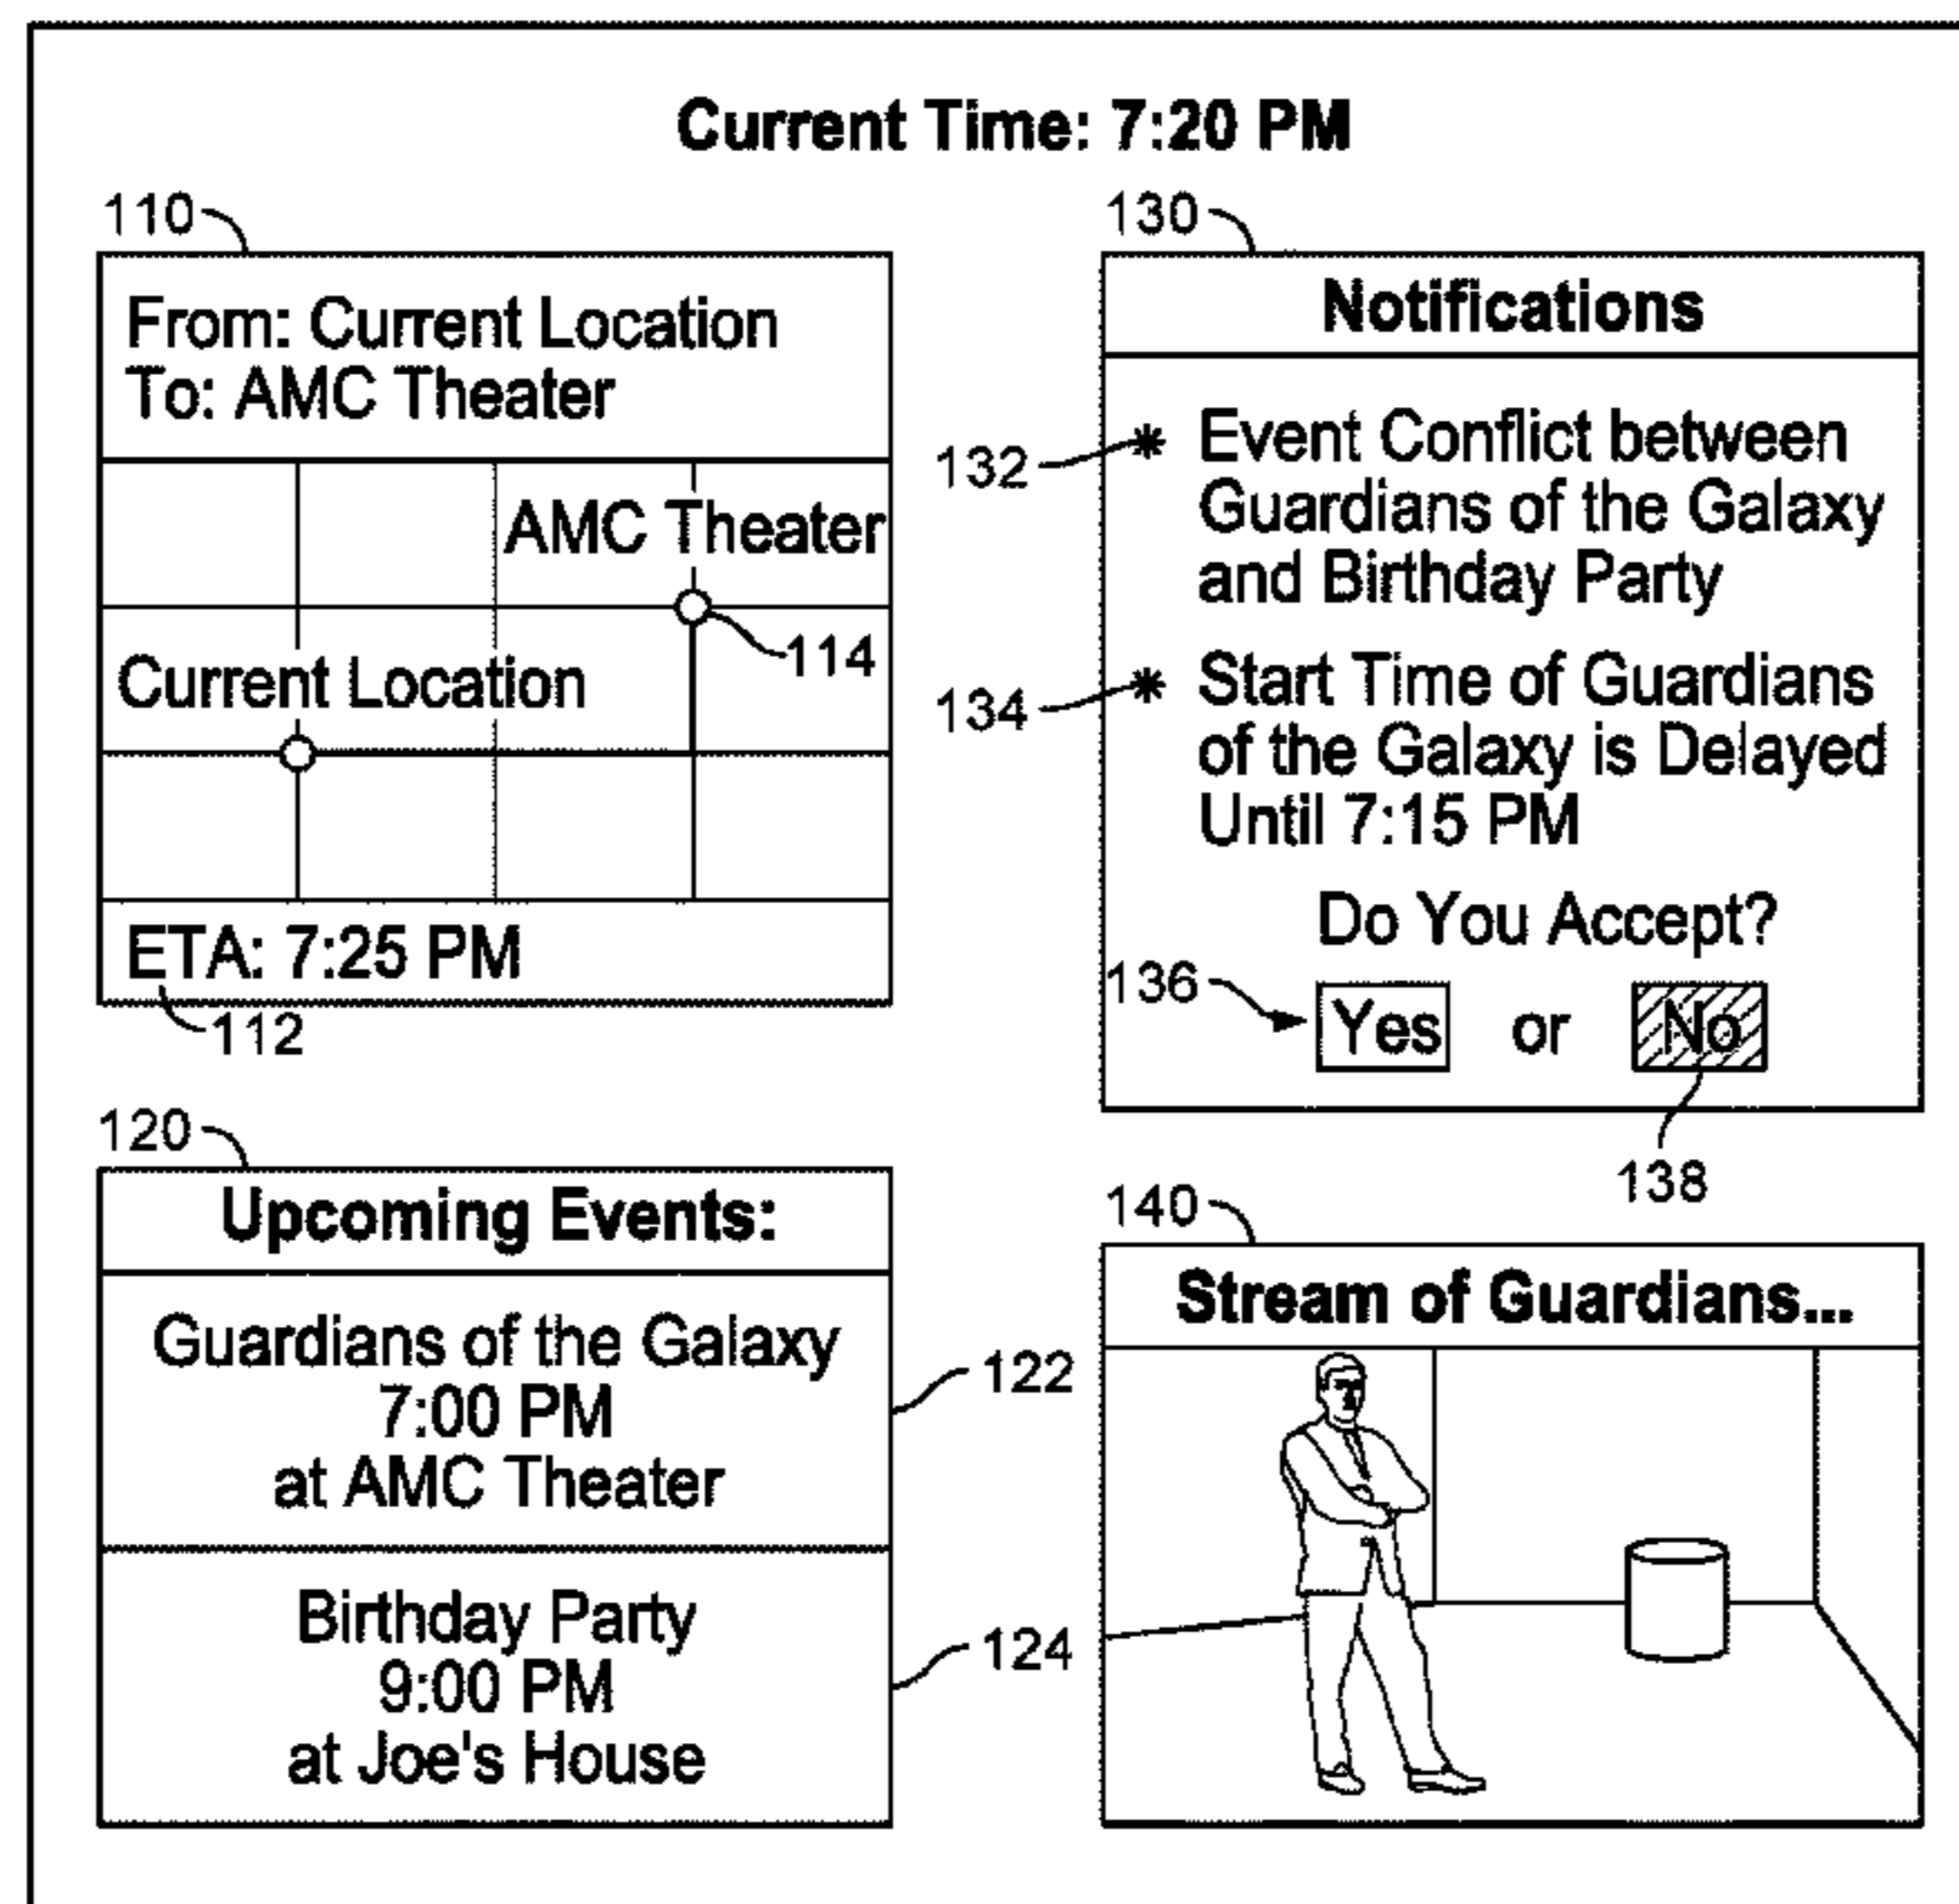 Current Time: 7:20 PM
110
From: Current Location
To: AMC Theater
AMC Theater
114
Current Location
ETA: 7:25 PM
112
130
Notifications
132
* Event Conflict between
Guardians of the Galaxy
and Birthday Party
134
* Start Time of Guardians
of the Galaxy is Delayed
Until 7:15 PM
Do You Accept?
136
Yes or No
138
120
Upcoming Events:
Guardians of the Galaxy
7:00 PM
at AMC Theater
122
Birthday Party
9:00 PM
at Joe's House
124
140
Stream of Guardians...